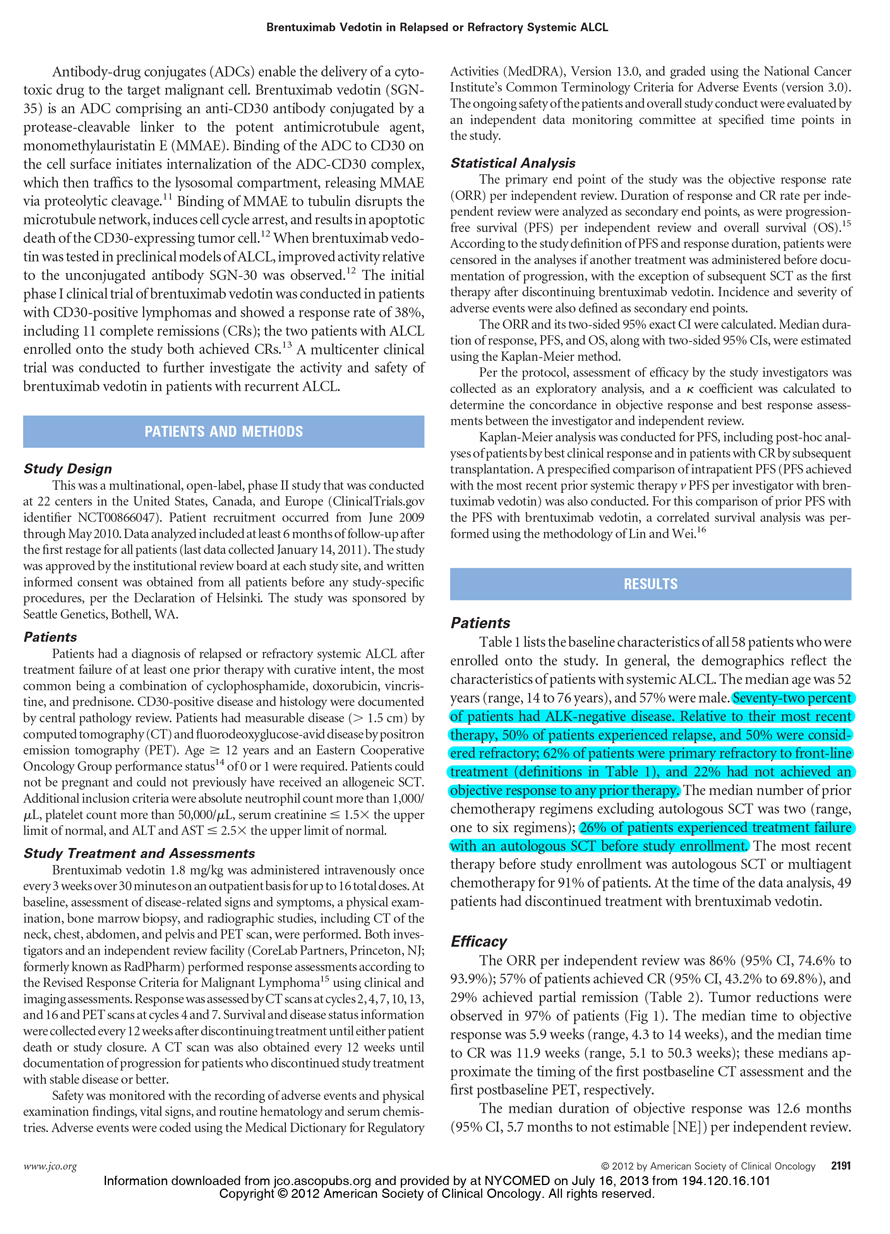 Brentuximab Vedotin in Relapsed or Refractory Systemic ALCL
Antibody-drug conjugates (ADCs) enable the delivery of a cyto-
toxic drug to the target malignant cell. Brentuximab vedotin (SGN-
35) is an ADC comprising an anti-CD30 antibody conjugated by a
protease-cleavable linker to the potent antimicrotubule agent,
monomethylauristatin E (MMAE). Binding of the ADC to CD30 on
the cell surface initiates internalization of the ADC-CD30 complex,
which then traffics to the lysosomal compartment, releasing MMAE
via proteolytic cleavage.11 Binding of MMAE to tubulin disrupts the
microtubule network, induces cell cycle arrest, and results in apoptotic
death of the CD30-expressing tumor cell.12 When brentuximab vedo-
tin was tested in preclinical models of ALCL, improved activity relative
to the unconjugated antibody SGN-30 was observed.12 The initial
phase I clinical trial of brentuximab vedotin was conducted in patients
with CD30-positive lymphomas and showed a response rate of 38%,
including 11 complete remissions (CRs); the two patients with ALCL
enrolled onto the study both achieved CRs.13 A multicenter clinical
trial was conducted to further investigate the activity and safety of
brentuximab vedotin in patients with recurrent ALCL.
PATIENTS AND METHODS
Study Design
This was a multinational, open-label, phase II study that was conducted
at 22 centers in the United States, Canada, and Europe (ClinicalTrials.gov
identifier NCT00866047). Patient recruitment occurred from June 2009
through May 2010. Data analyzed included at least 6 months of follow-up after
the first restage for all patients (last data collected January 14, 2011). The study
was approved by the institutional review board at each study site, and written
informed consent was obtained from all patients before any study-specific
procedures, per the Declaration of Helsinki. The study was sponsored by
Seattle Genetics, Bothell, WA.
Patients
Patients had a diagnosis of relapsed or refractory systemic ALCL after
treatment failure of at least one prior therapy with curative intent, the most
common being a combination of cyclophosphamide, doxorubicin, vincris-
tine, and prednisone. CD30-positive disease and histology were documented
by central pathology review. Patients had measurable disease (> 1.5 cm) by
computed tomography (CT) and fluorodeoxyglucose-avid disease by positron
emission tomography (PET). Age ≥ 12 years and an Eastern Cooperative
Oncology Group performance status14 of 0 or 1 were required. Patients could
not be pregnant and could not previously have received an allogeneic SCT.
Additional inclusion criteria were absolute neutrophil count more than 1,000/
μL, platelet count more than 50,000/μL, serum creatinine ≤ 1.5× the upper
limit of normal, and ALT and AST ≤ 2.5× the upper limit of normal.
Study Treatment and Assessments
Brentuximab vedotin 1.8 mg/kg was administered intravenously once
every 3 weeks over 30 minutes on an outpatient basis for up to 16 total doses. At
baseline, assessment of disease-related signs and symptoms, a physical exam-
ination, bone marrow biopsy, and radiographic studies, including CT of the
neck, chest, abdomen, and pelvis and PET scan, were performed. Both inves-
tigators and an independent review facility (CoreLab Partners, Princeton, NJ;
formerly known as RadPharm) performed response assessments according to
the Revised Response Criteria for Malignant Lymphoma15 using clinical and
imaging assessments. Response was assessed by CT scans at cycles 2, 4, 7, 10, 13,
and 16 and PET scans at cycles 4 and 7. Survival and disease status information
were collected every 12 weeks after discontinuing treatment until either patient
death or study closure. A CT scan was also obtained every 12 weeks until
documentation of progression for patients who discontinued study treatment
with stable disease or better.
Safety was monitored with the recording of adverse events and physical
examination findings, vital signs, and routine hematology and serum chemis-
tries. Adverse events were coded using the Medical Dictionary for Regulatory
Activities (MedDRA), Version 13.0, and graded using the National Cancer
Institute's Common Terminology Criteria for Adverse Events (version 3.0).
The ongoing safety of the patients and overall study conduct were evaluated by
an independent data monitoring committee at specified time points in
the study.
Statistical Analysis
The primary end point of the study was the objective response rate
(ORR) per independent review. Duration of response and CR rate per inde-
pendent review were analyzed as secondary end points, as were progression-
free survival (PFS) per independent review and overall survival (OS).15
According to the study definition of PFS and response duration, patients were
censored in the analyses if another treatment was administered before docu-
mentation of progression, with the exception of subsequent SCT as the first
therapy after discontinuing brentuximab vedotin. Incidence and severity of
adverse events were also defined as secondary end points.
The ORR and its two-sided 95% exact CI were calculated. Median dura-
tion of response, PFS, and OS, along with two-sided 95% CIs, were estimated
using the Kaplan-Meier method.
Per the protocol, assessment of efficacy by the study investigators was
collected as an exploratory analysis, and a κ coefficient was calculated to
determine the concordance in objective response and best response assess-
ments between the investigator and independent review.
Kaplan-Meier analysis was conducted for PFS, including post-hoc anal-
yses of patients by best clinical response and in patients with CR by subsequent
transplantation. A prespecified comparison of intrapatient PFS (PFS achieved
with the most recent prior systemic therapy v PFS per investigator with bren-
tuximab vedotin) was also conducted. For this comparison of prior PFS with
the PFS with brentuximab vedotin, a correlated survival analysis was per-
formed using the methodology of Lin and Wei.16
RESULTS
Patients
Table 1 lists the baseline characteristics of all 58 patients who were
enrolled onto the study. In general, the demographics reflect the
characteristics of patients with systemic ALCL. The median age was 52
years (range, 14 to 76 years), and 57% were male. Seventy-two percent
of patients had ALK-negative disease. Relative to their most recent
therapy, 50% of patients experienced relapse, and 50% were consid-
ered refractory; 62% of patients were primary refractory to front-line
treatment (definitions in Table 1), and 22% had not achieved an
objective response to any prior therapy. The median number of prior
chemotherapy regimens excluding autologous SCT was two (range,
one to six regimens); 26% of patients experienced treatment failure
with an autologous SCT before study enrollment. The most recent
therapy before study enrollment was autologous SCT or multiagent
chemotherapy for 91% of patients. At the time of the data analysis, 49
patients had discontinued treatment with brentuximab vedotin.
Efficacy
The ORR per independent review was 86% (95% CI, 74.6% to
93.9%); 57% of patients achieved CR (95% CI, 43.2% to 69.8%), and
29% achieved partial remission (Table 2). Tumor reductions were
observed in 97% of patients (Fig 1). The median time to objective
response was 5.9 weeks (range, 4.3 to 14 weeks), and the median time
to CR was 11.9 weeks (range, 5.1 to 50.3 weeks); these medians ap-
proximate the timing of the first postbaseline CT assessment and the
first postbaseline PET, respectively.
The median duration of objective response was 12.6 months
(95% CI, 5.7 months to not estimable [NE]) per independent review.
www.jco.org
© 2012 by American Society of Clinical Oncology 2191
Information downloaded from jco.ascopubs.org and provided by at NYCOMED on July 16, 2013 from 194.120.16.101
Copyright © 2012 American Society of Clinical Oncology. All rights reserved.